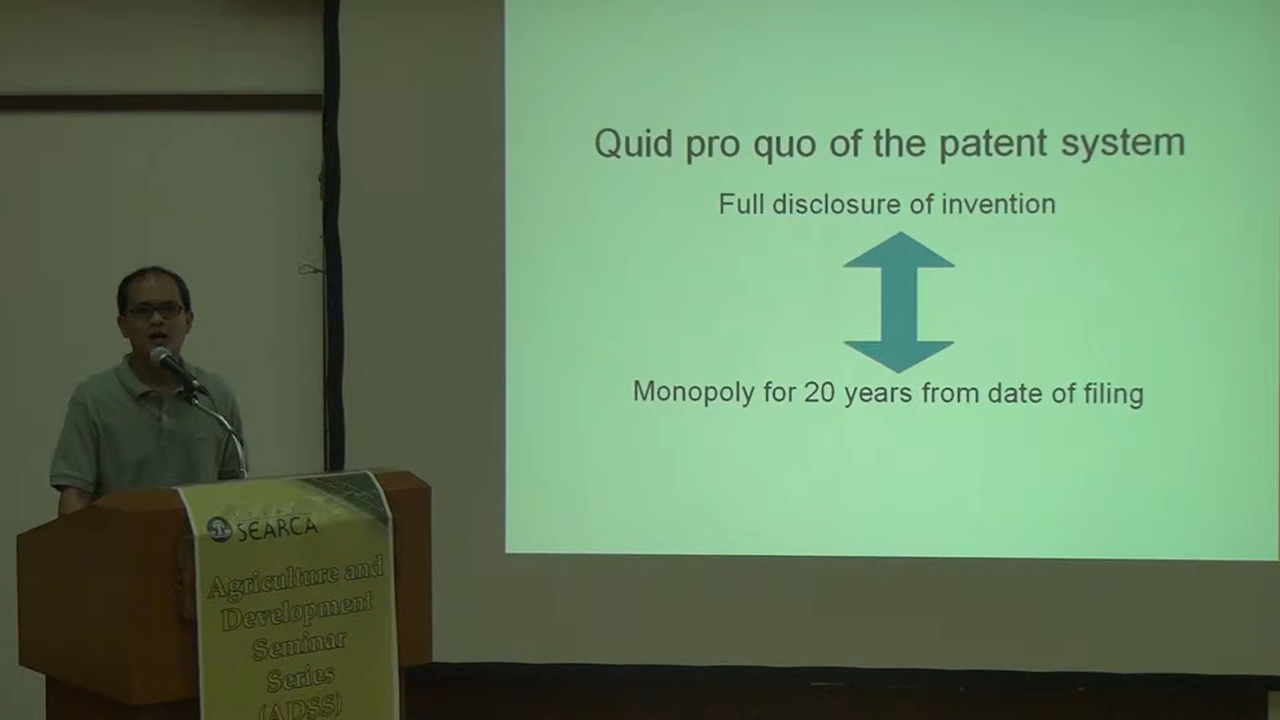 Quid pro quo of the patent system
Full disclosure of invention
Monopoly for 20 years from date of filing
SEARCA
Agriculture and
Development
Seminar
Series
(ADSS)